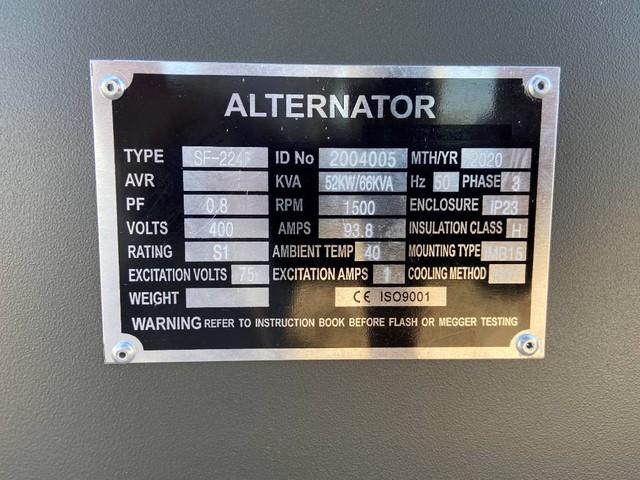 ALTERNATOR
TYPE ID No 2004005 MTH/YR 2020
AVR KVA 52KW/66KVA Hz 50 PHASE 3
PF 0.8 RPM 1500 ENCLOSURE IP23
VOLTS 400 AMPS 93.8 INSULATION CLASS H
RATING S1 AMBIENT TEMP 40 MOUNTING TYPE
EXCITATION VOLTS 75 EXCITATION AMPS 1 COOLING METHOD
WEIGHT CE ISO9001
WARNING REFER TO INSTRUCTION BOOK BEFORE FLASH OR MEGGER TESTING